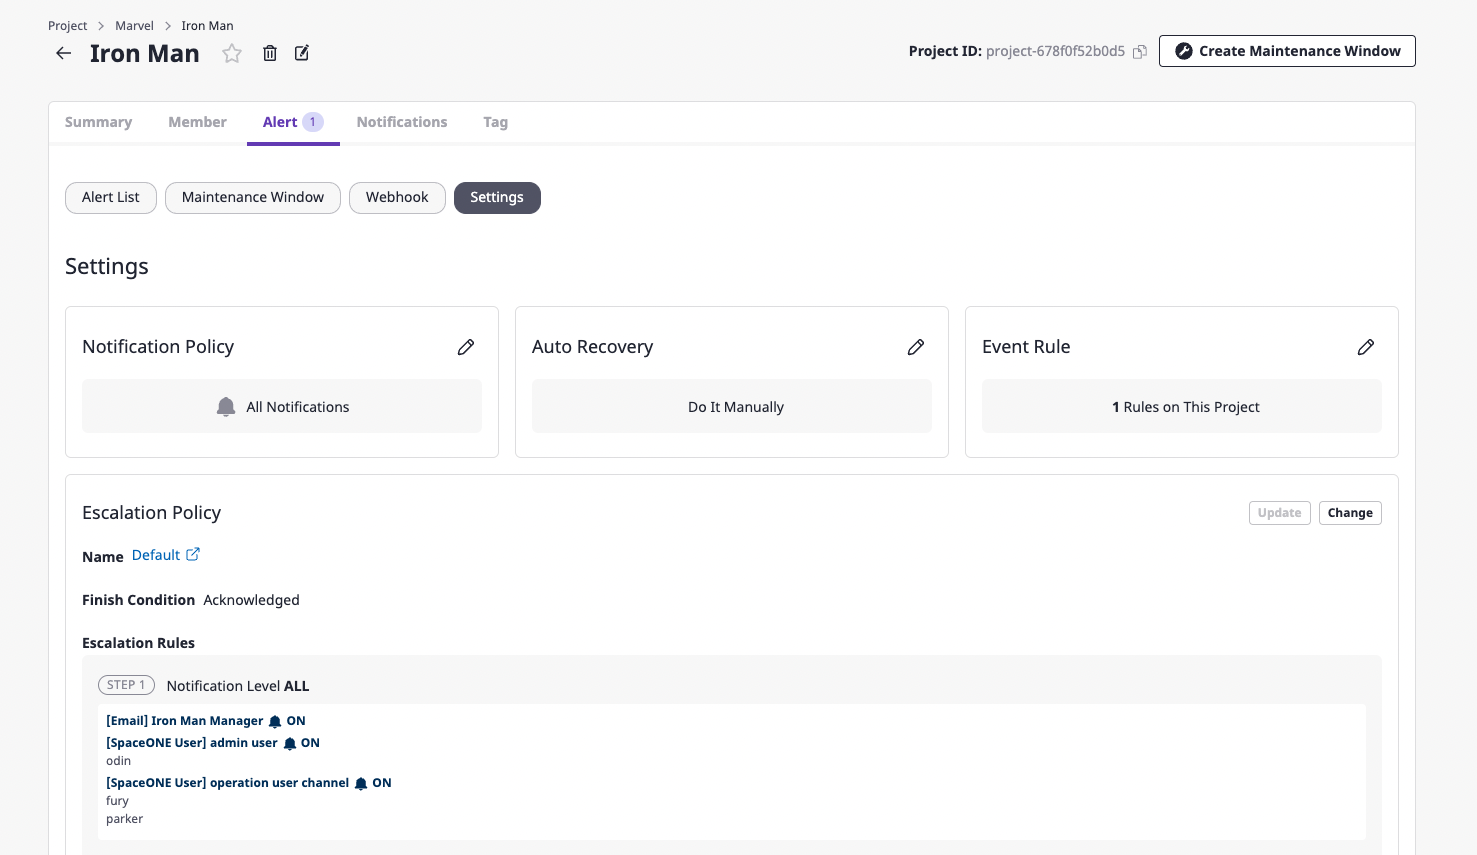 Project > Marvel > Iron Man
Iron Man
Project ID: project-678f0f52b0d5
Create Maintenance Window
Summary Member Alert 1 Notifications Tag
Alert List Maintenance Window Webhook Settings
Settings
Notification Policy
All Notifications
Auto Recovery
Do It Manually
Event Rule
1 Rules on This Project
Escalation Policy
Update Change
Name Default
Finish Condition Acknowledged
Escalation Rules
STEP 1 Notification Level ALL
[Email] Iron Man Manager ON
[SpaceONE User] admin user ON
odin
[SpaceONE User] operation user channel ON
fury
parker